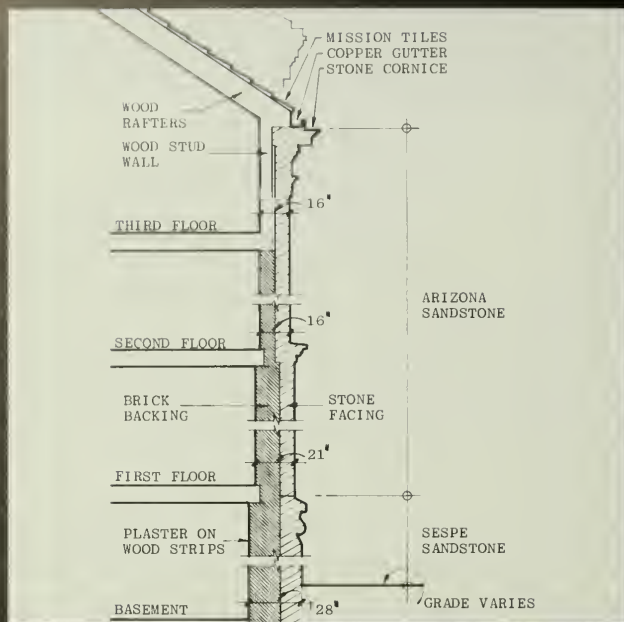 MISSION TILES
COPPER GUTTER
STONE CORNICE
WOOD
RAFTERS
WOOD STUD
WALL
16"
THIRD FLOOR
ARIZONA
SANDSTONE
16"
SECOND FLOOR
BRICK
BACKING
STONE
FACING
21"
FIRST FLOOR
PLASTER ON
WOOD STRIPS
SESPE
SANDSTONE
BASEMENT
28"
GRADE VARIES